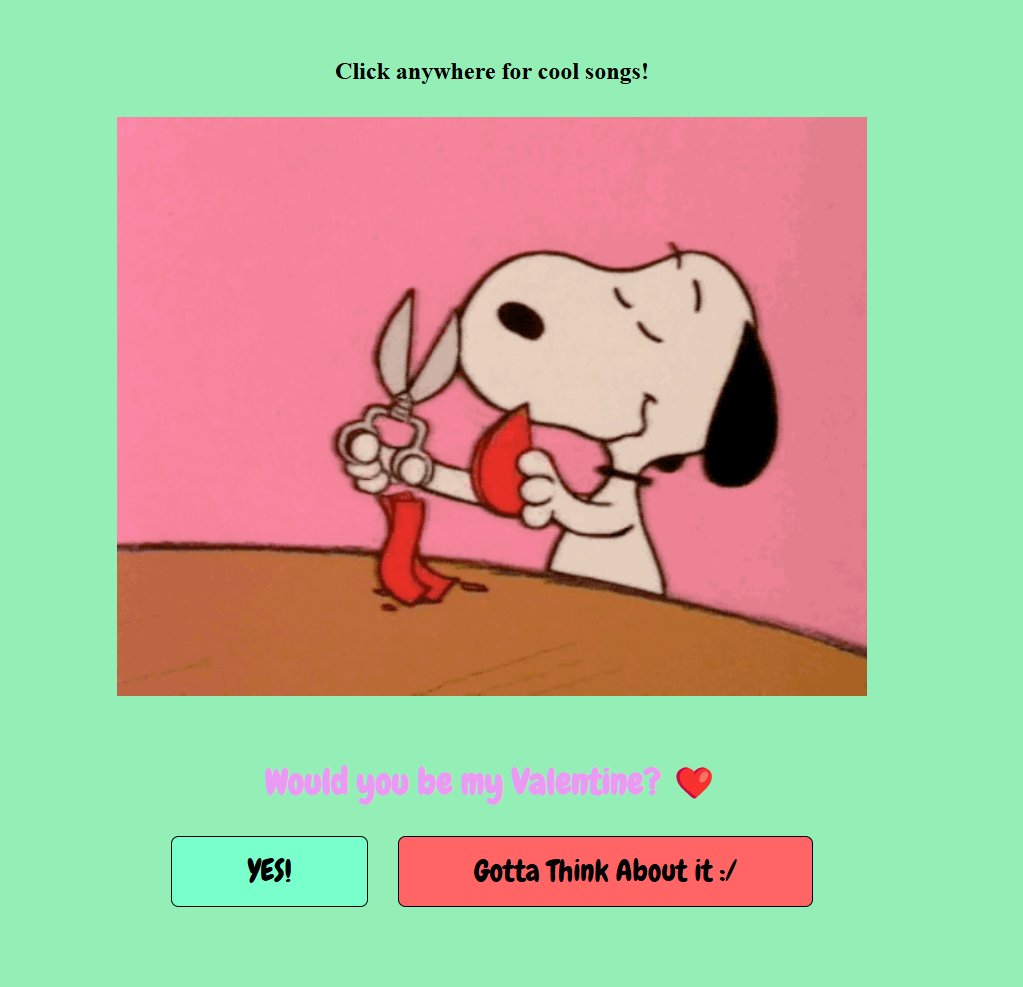 Click anywhere for cool songs!
Would you be my Valentine? ❤️
YES!
Gotta Think About it :/